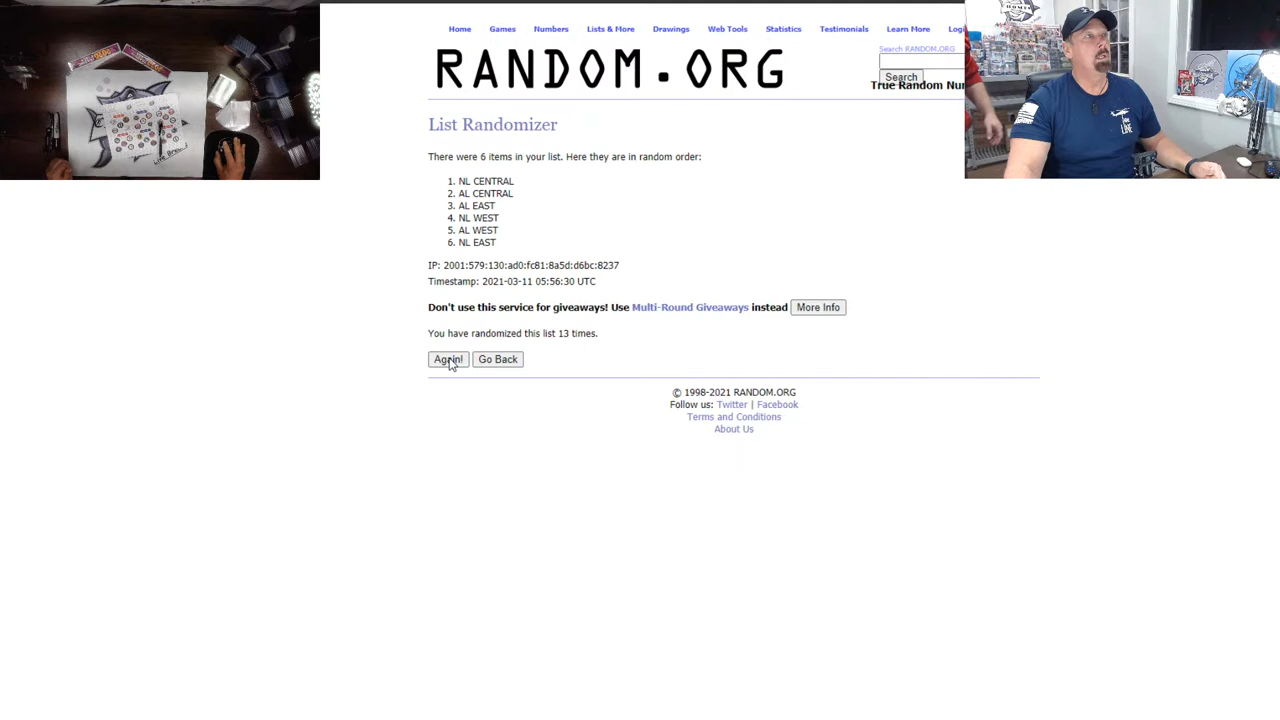 Home Games Numbers Lists & More Drawings Web Tools Statistics Testimonials Learn More Logi
RANDOM.ORG
Search RANDOM.ORG
Search
True Random Nur
List Randomizer
There were 6 items in your list. Here they are in random order:
1. NL CENTRAL
2. AL CENTRAL
3. AL EAST
4. NL WEST
5. AL WEST
6. NL EAST
IP: 2001:579:130:ad0:fc81:8a5d:d6bc:8237
Timestamp: 2021-03-11 05:56:30 UTC
Don't use this service for giveaways! Use Multi-Round Giveaways instead More Info
You have randomized this list 13 times.
Again! Go Back
© 1998-2021 RANDOM.ORG
Follow us: Twitter | Facebook
Terms and Conditions
About Us